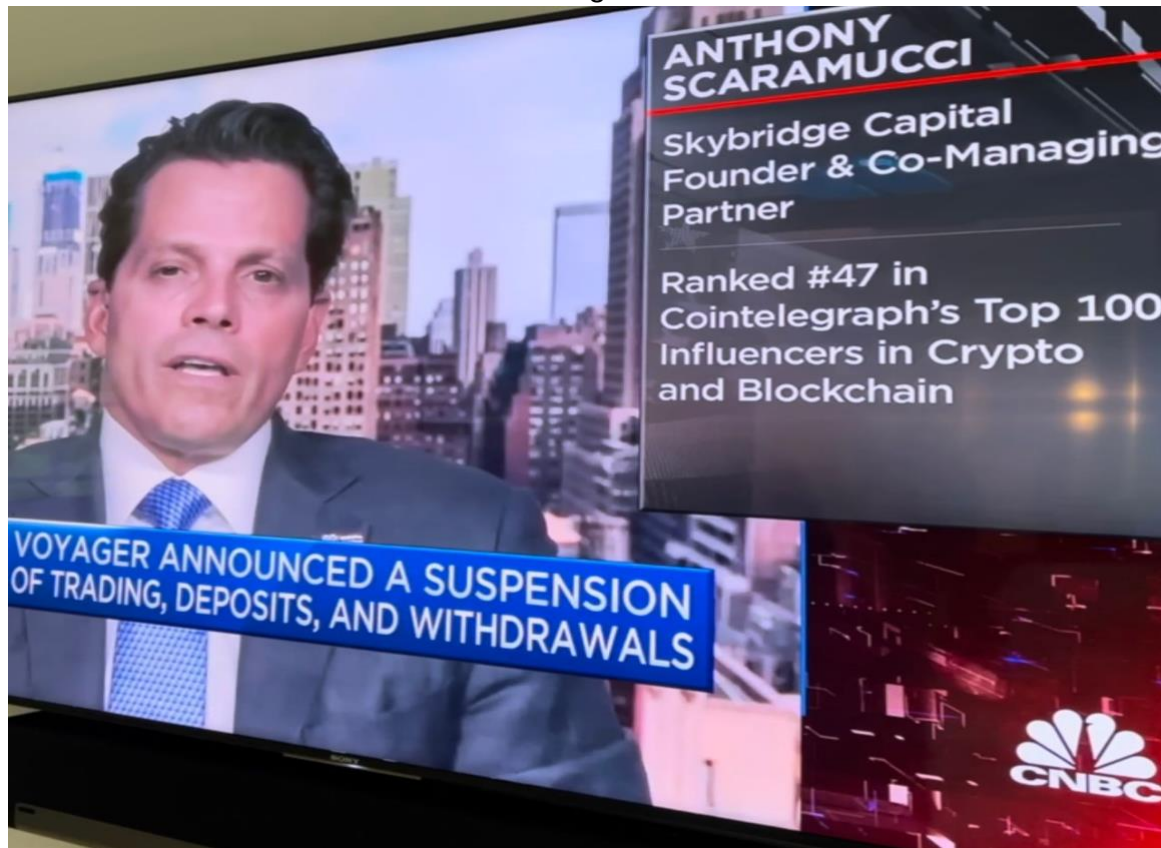 ANTHONY
SCARAMUCCI
Skybridge Capital
Founder & Co-Managing
Partner
Ranked #47 in
Cointelegraph's Top 100
Influencers in Crypto
and Blockchain
VOYAGER ANNOUNCED A SUSPENSION
OF TRADING, DEPOSITS, AND WITHDRAWALS
CNBC
SONY